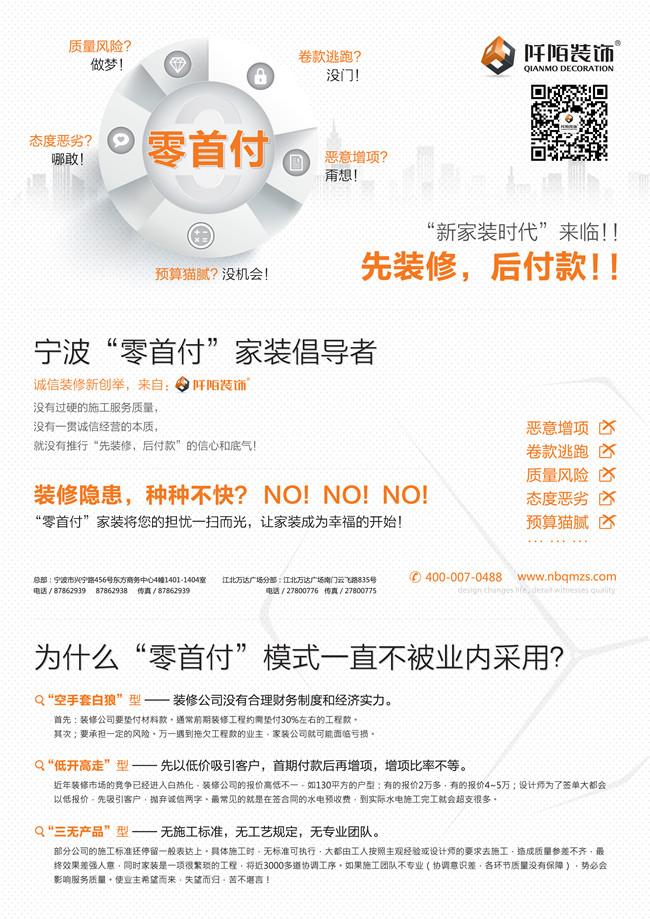 质量风险?
做梦!
卷款逃跑?
没门!
态度恶劣?
哪敢!
零首付
恶意增项?
甭想!
预算猫腻? 没机会!
阡陌装饰®
QIANMO DECORATION
“新家装时代”来临!!
先装修，后付款!!
宁波“零首付”家装倡导者
诚信装修新创举，来自: 阡陌装饰®
没有过硬的施工服务质量，
没有一贯诚信经营的本质，
就没有推行“先装修，后付款”的信心和底气!
恶意增项
卷款逃跑
质量风险
态度恶劣
预算猫腻
... ... ...
装修隐患，种种不快? NO! NO! NO!
“零首付”家装将您的担忧一扫而光，让家装成为幸福的开始!
总部：宁波市兴宁路456号东方商务中心4幢1401-1404室
电话 / 87862939 87862938 传真 / 87862939
江北万达广场分部：江北万达广场南门云飞路835号
电话 / 27800776 传真 / 27800775
400-007-0488 www.nbqmzs.com
design changes life, detail witnesses quality
为什么“零首付”模式一直不被业内采用?
“空手套白狼”型 —— 装修公司没有合理财务制度和经济实力。
首先：装修公司要垫付材料款。通常前期装修工程约需垫付30%左右的工程款。
其次：要承担一定的风险。万一遇到拖欠工程款的业主，家装公司就可能面临亏损。
“低开高走”型 —— 先以低价吸引客户，首期付款后再增项，增项比率不等。
近年装修市场的竞争已经进入白热化，装修公司的报价高低不一，如130平方的户型：有的报价2万多，有的报价4~5万；设计师为了签单大都会
以低报价，先吸引客户，抛弃诚信两字。最常见的就是在签合同的水电预收费，到实际水电施工完工就会超支很多。
“三无产品”型 —— 无施工标准，无工艺规定，无专业团队。
部分公司的施工标准还停留一般表达上。具体施工时，无标准可执行，大都由工人按照主观经验或设计师的要求去施工，造成质量参差不齐，最
终效果差强人意，同时家装是一项很繁琐的工程，将近3000多道协调工序。如果施工团队不专业（协调意识差，各环节质量没有保障），势必会
影响服务质量。使业主希望而来，失望而归，苦不堪言！